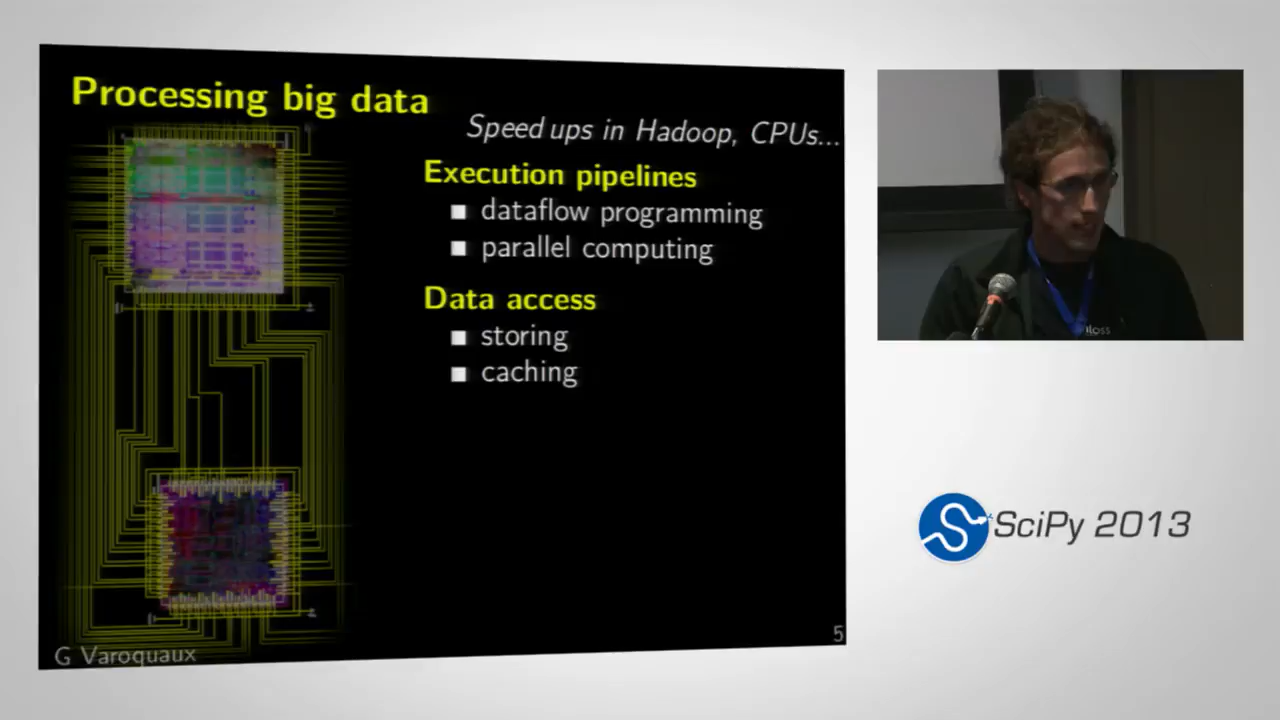 Processing big data
Speed ups in Hadoop, CPUs...
Execution pipelines
dataflow programming
parallel computing
Data access
storing
caching
5
G Varoquaux
SciPy 2013